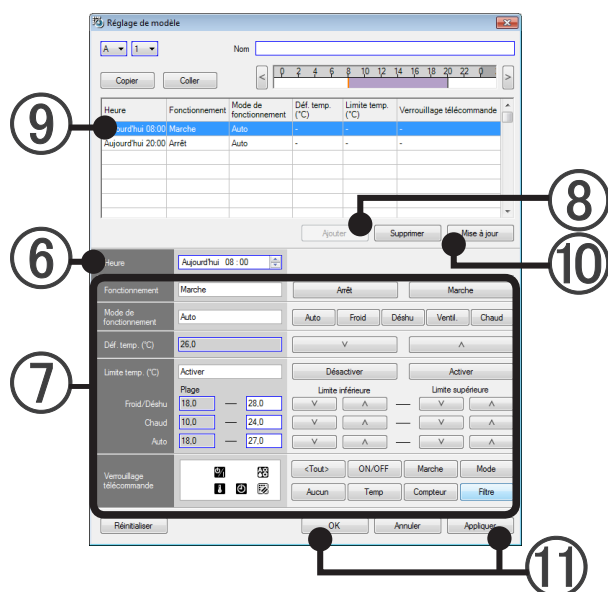 Réglage de modèle
A 1 Nom
Copier Coller < 0 2 4 6 8 10 12 14 16 18 20 22 0 >
Heure Fonctionnement Mode de fonctionnement Déf. temp. (°C) Limite temp. (°C) Verrouillage télécommande
Aujourd'hui 08:00 Marche Auto - - -
Aujourd'hui 20:00 Arrêt Auto - - -
9
8
Ajouter Supprimer Mise à jour
10
6
Heure Aujourd'hui 08 : 00
7
Fonctionnement Marche Arrêt Marche
Mode de fonctionnement Auto Auto Froid Déshu Ventil. Chaud
Déf. temp. (°C) 26,0 ∨ ∧
Limite temp. (°C) Activer Désactiver Activer
Plage Limite inférieure Limite supérieure
Froid/Déshu 18,0 — 28,0 ∨ ∧ — ∨ ∧
Chaud 10,0 — 24,0 ∨ ∧ — ∨ ∧
Auto 18,0 — 27,0 ∨ ∧ — ∨ ∧
Verrouillage télécommande <Tout> ON/OFF Marche Mode
Aucun Temp Compteur Filtre
Réinitialiser OK Annuler Appliquer
11